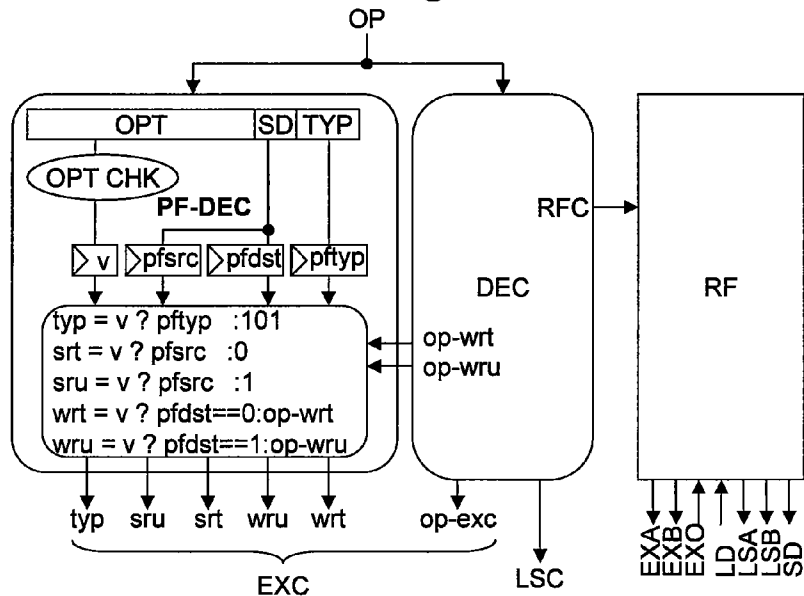 OP
OPT SD TYP
OPT CHK
PF-DEC
v pfsrc pfdst pftyp
typ = v ? pftyp :101
srt = v ? pfsrc :0
sru = v ? pfsrc :1
wrt = v ? pfdst==0:op-wrt
wru = v ? pfdst==1:op-wru
op-wrt
op-wru
DEC
RFC
RF
typ sru srt wru wrt op-exc
EXC
LSC
EXA
EXB
EXO
LD
LSA
LSB
SD